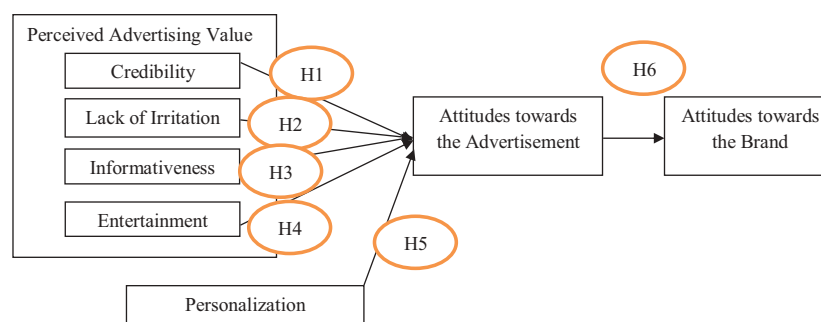 Perceived Advertising Value
Credibility
H1
Lack of Irritation
H2
Informativeness
H3
Entertainment
H4
Personalization
H5
Attitudes towards
the Advertisement
H6
Attitudes towards
the Brand